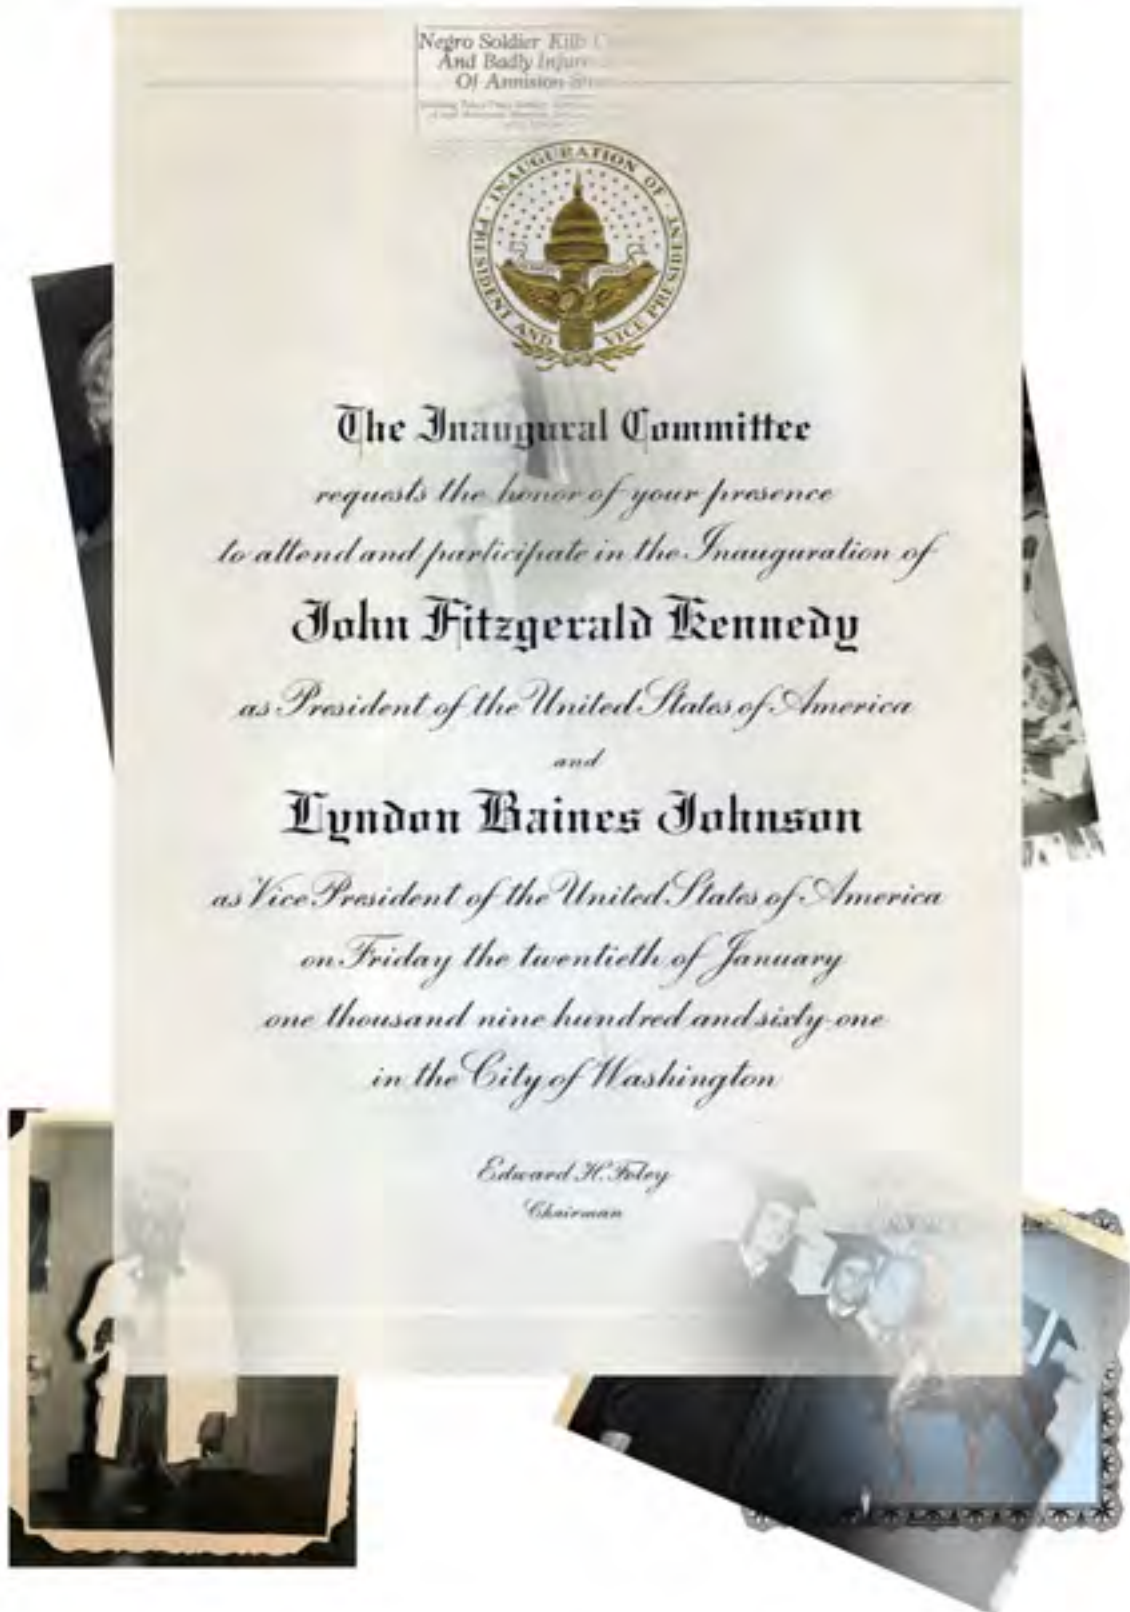 Negro Soldier Kills
And Badly Injures
Of Anniston
INAUGURATION OF PRESIDENT AND VICE PRESIDENT
The Inaugural Committee
requests the honor of your presence
to attend and participate in the Inauguration of
John Fitzgerald Kennedy
as President of the United States of America
and
Lyndon Baines Johnson
as Vice President of the United States of America
on Friday the twentieth of January
one thousand nine hundred and sixty-one
in the City of Washington
Edward H. Foley
Chairman